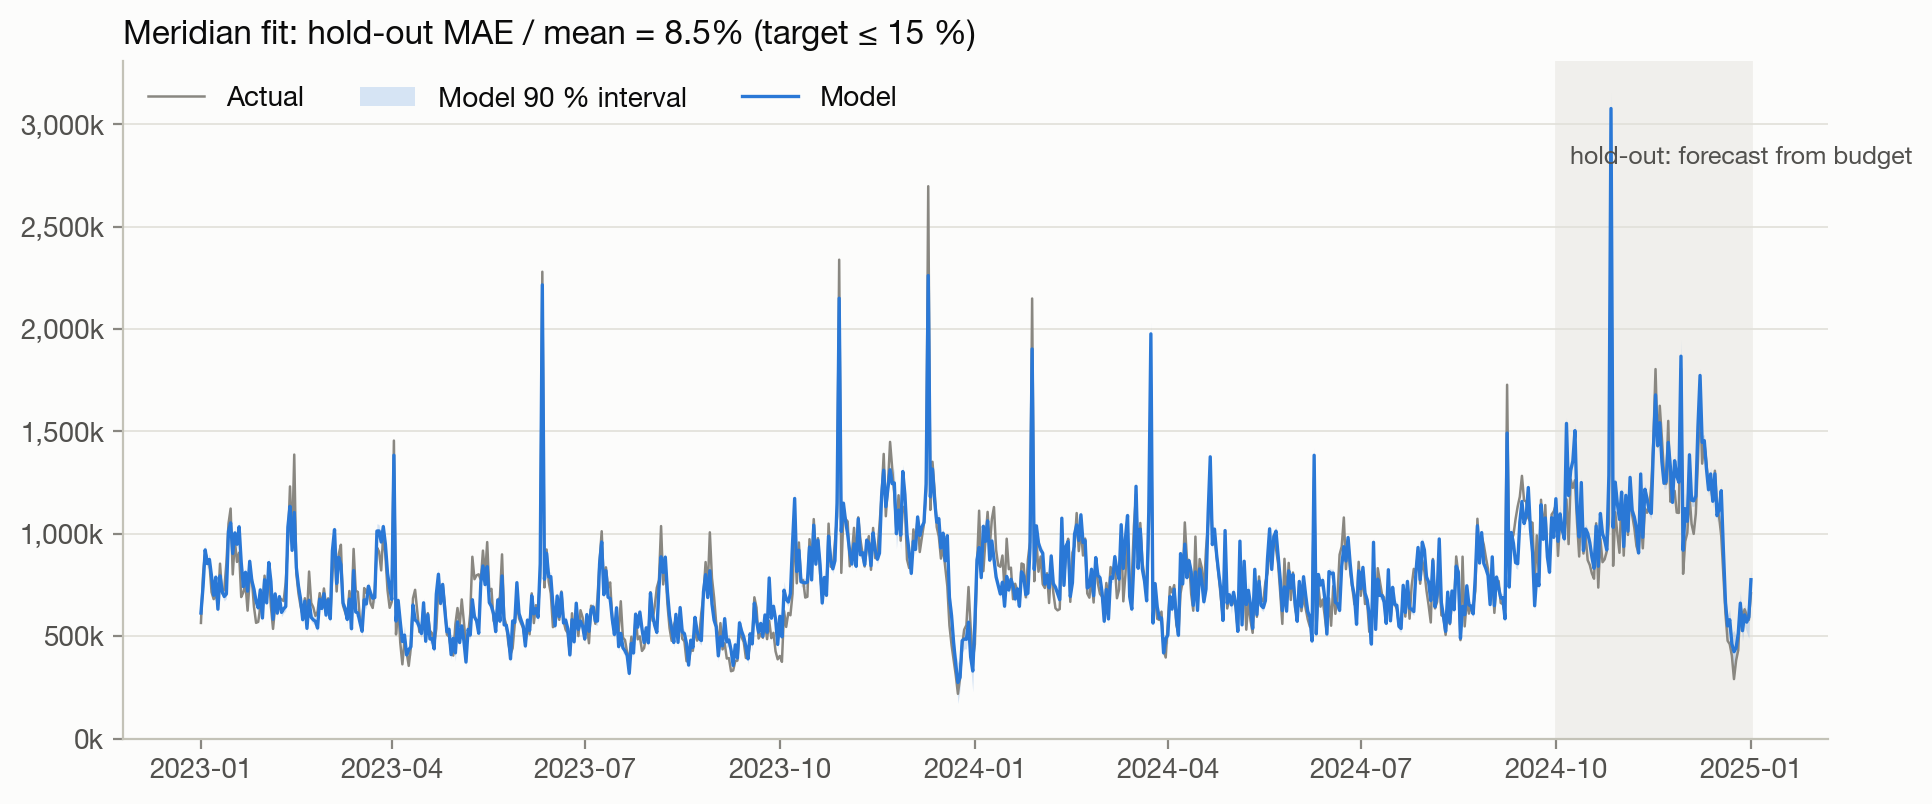 Meridian fit: hold-out MAE / mean = 8.5% (target ≤ 15 %)
Actual
Model 90 % interval
Model
3,000k
hold-out: forecast from budget
2,500k
2,000k
1,500k
1,000k
500k
0k
2023-01
2023-04
2023-07
2023-10
2024-01
2024-04
2024-07
2024-10
2025-01